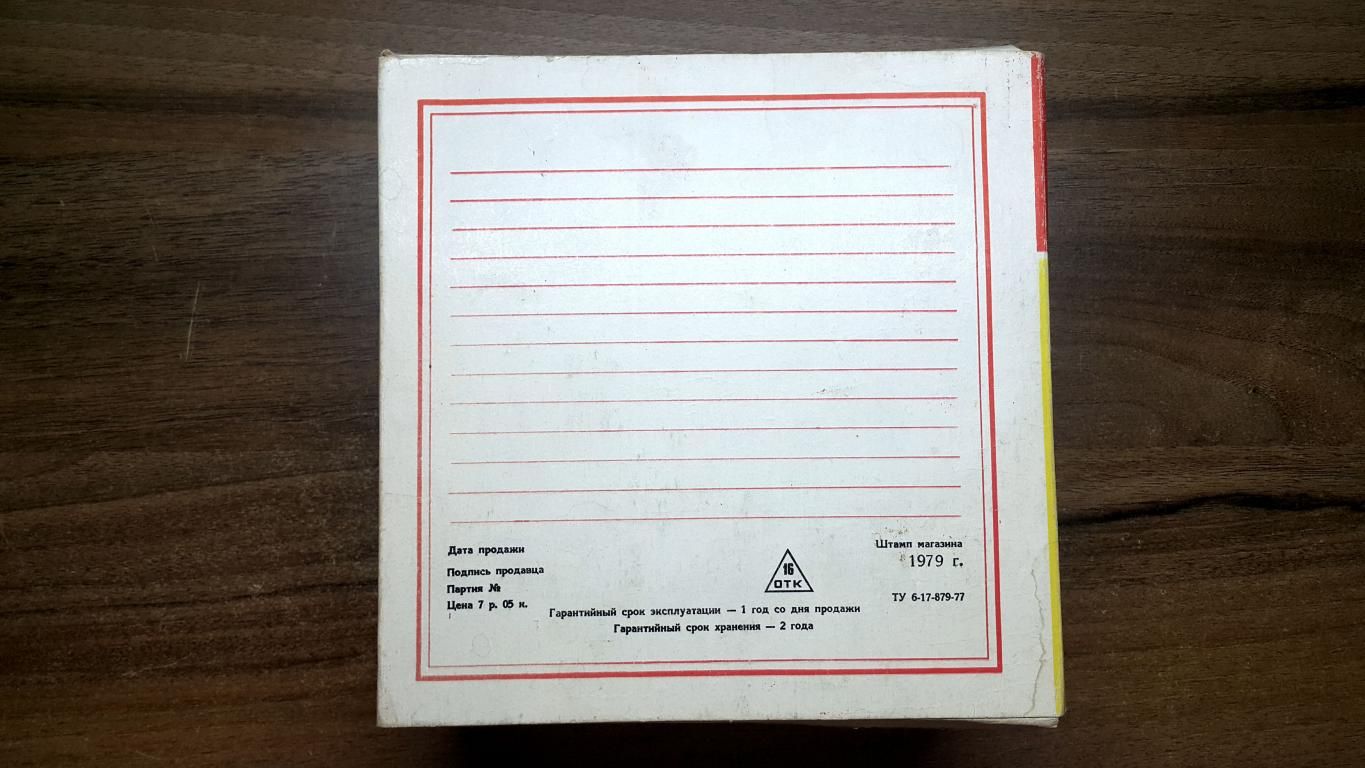 Дата продажи
Подпись продавца
Партия №
Цена 7 р. 05 к.
16
ОТК
Штамп магазина
1979 г.
ТУ 6-17-879-77
Гарантийный срок эксплуатации — 1 год со дня продажи
Гарантийный срок хранения — 2 года